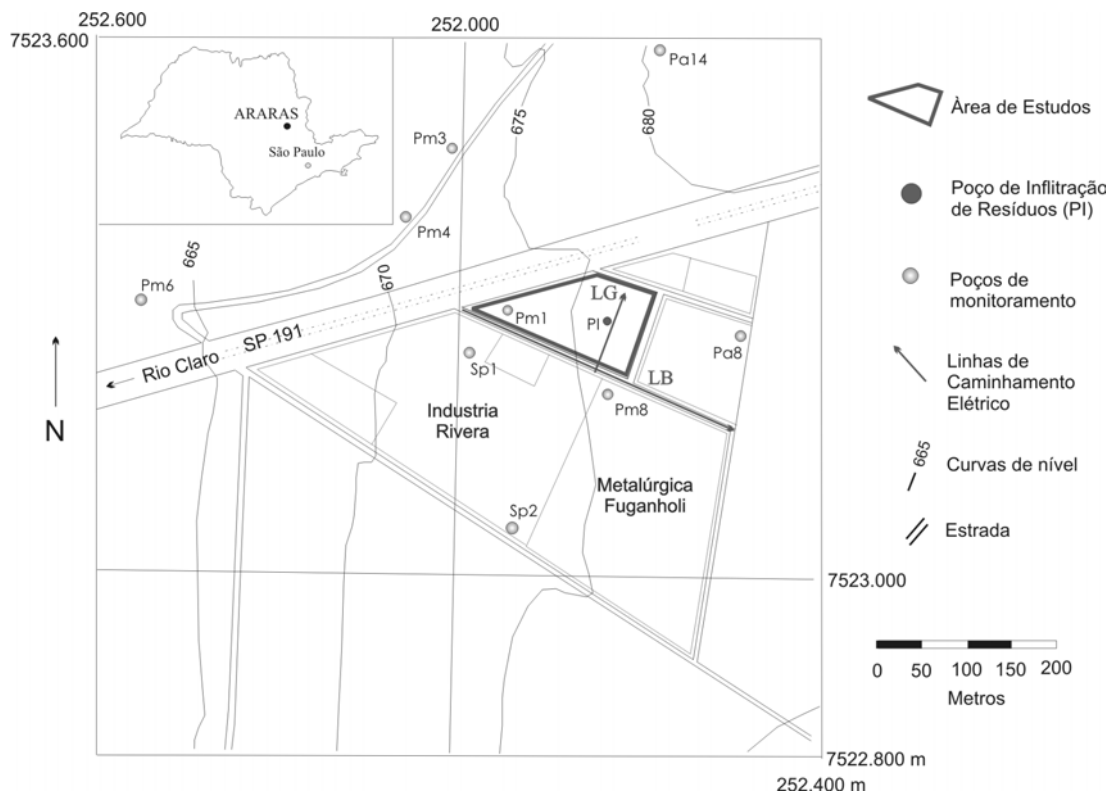 252.600
252.000
7523.600
ARARAS
São Paulo
Pa14
675
680
Pm3
Pm4
665
670
Pm6
Rio Claro SP 191
LG
Pm1
PI
Pa8
Sp1
LB
Pm8
Industria
Rivera
Metalúrgica
Fuganholi
Sp2
N
7523.000
7522.800 m
252.400 m
Àrea de Estudos
Poço de Inflitração
de Resíduos (PI)
Poços de
monitoramento
Linhas de
Caminhamento
Elétrico
665
Curvas de nível
Estrada
0 50 100 150 200
Metros